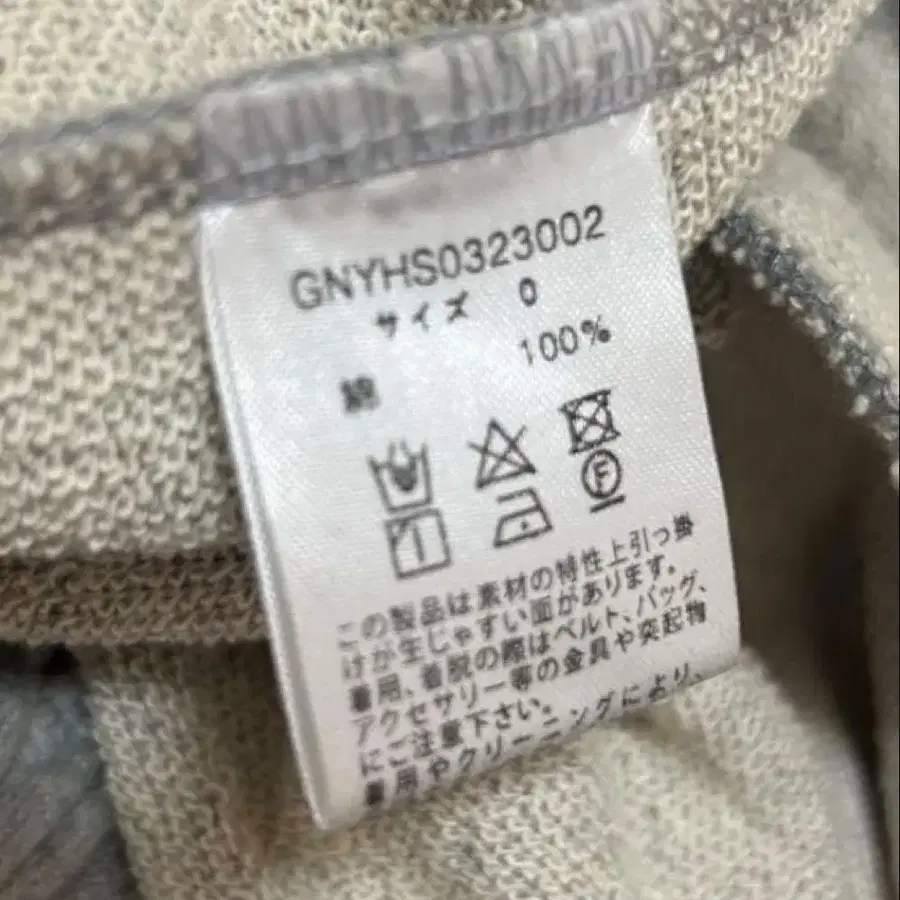 GNYHS0323002
サイズ 0
綿 100%
F
この製品は素材の特性上引っ掛
けが生じやすい面があります。
着用、着脱の際はベルト、バッグ、
アクセサリー等の金具や突起物
にご注意下さい。
着用やクリーニングにより、